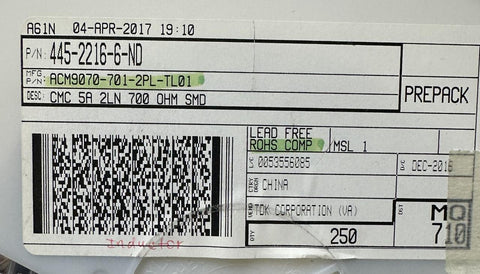 A61N 04-APR-2017 19:10
P/N: 445-2216-6-ND
MFG P/N: ACM9070-701-2PL-TL01
DESC: CMC 5A 2LN 700 OHM SMD
PREPACK
LEAD FREE
ROHS COMP /MSL 1
0053556085 D/C DEC-2016
CHINA
TDK CORPORATION (VA)
QTY 250
MQ
710
Inductor